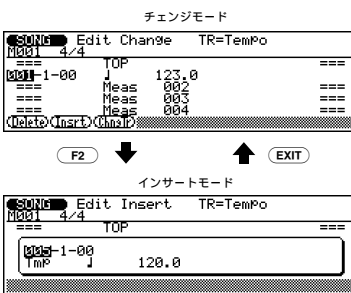 チェンジモード
SONG Edit Change TR=Tempo
M001 4/4
=== TOP ===
001-1-00 ♩ 123.0
=== Meas 002 ===
=== Meas 003 ===
=== Meas 004 ===
Delete Insrt ChngTr
F2 EXIT
インサートモード
SONG Edit Insert TR=Tempo
M001 4/4
=== TOP ===
005-1-00
Tmp ♩ 120.0